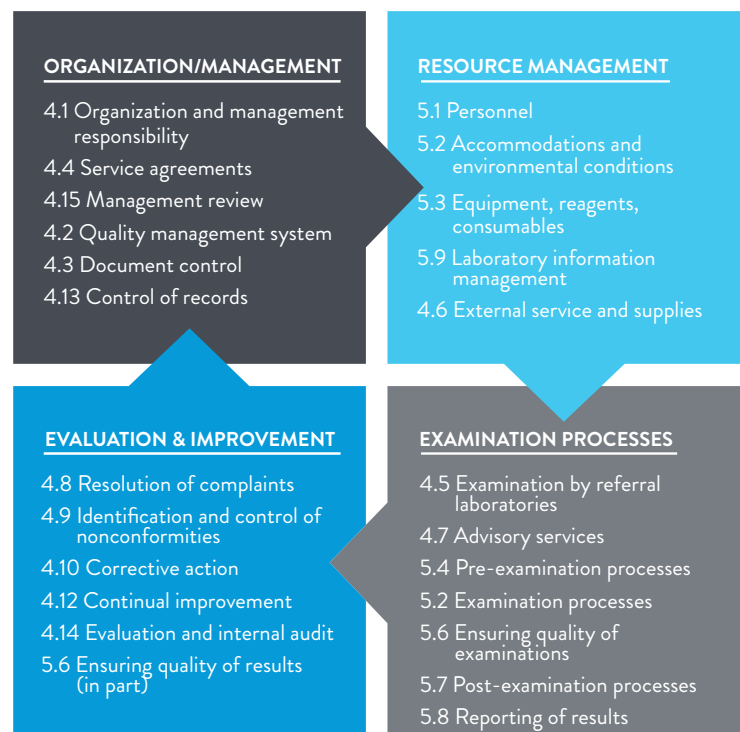 ORGANIZATION/MANAGEMENT
4.1 Organization and management
responsibility
4.4 Service agreements
4.15 Management review
4.2 Quality management system
4.3 Document control
4.13 Control of records
RESOURCE MANAGEMENT
5.1 Personnel
5.2 Accommodations and
environmental conditions
5.3 Equipment, reagents,
consumables
5.9 Laboratory information
management
4.6 External service and supplies
EVALUATION & IMPROVEMENT
4.8 Resolution of complaints
4.9 Identification and control of
nonconformities
4.10 Corrective action
4.12 Continual improvement
4.14 Evaluation and internal audit
5.6 Ensuring quality of results
(in part)
EXAMINATION PROCESSES
4.5 Examination by referral
laboratories
4.7 Advisory services
5.4 Pre-examination processes
5.2 Examination processes
5.6 Ensuring quality of
examinations
5.7 Post-examination processes
5.8 Reporting of results